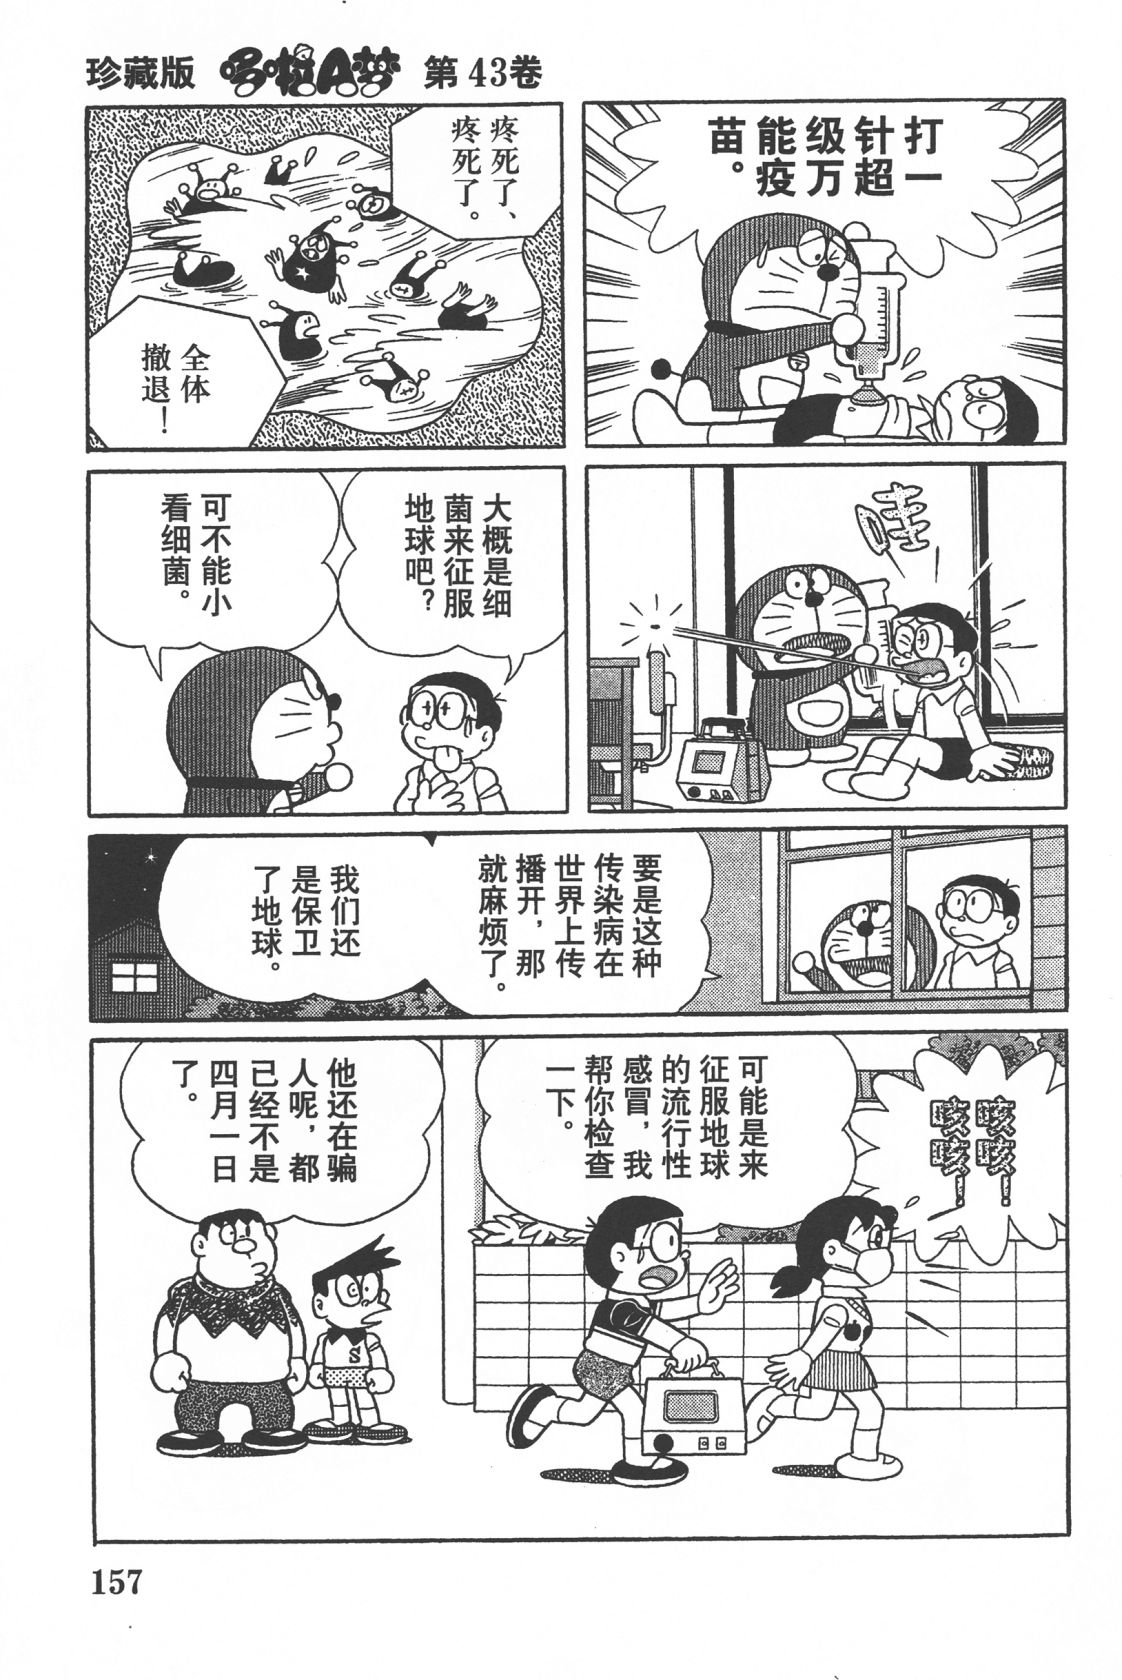 珍藏版 哆啦A梦 第43卷
打一
针超
级万
能疫
苗。
疼死了、
疼死了。
全体
撤退！
哇
大概是细
菌来征服
地球吧？
可不能小
看细菌。
要是这种
传染病在
世界上传
播开，那
就麻烦了。
我们还
是保卫
了地球。
咳咳！
咳咳！
可能是来
征服地球
的流行性
感冒，我
帮你检查
一下。
他还在骗
人呢，都
已经不是
四月一日
了。
S
157